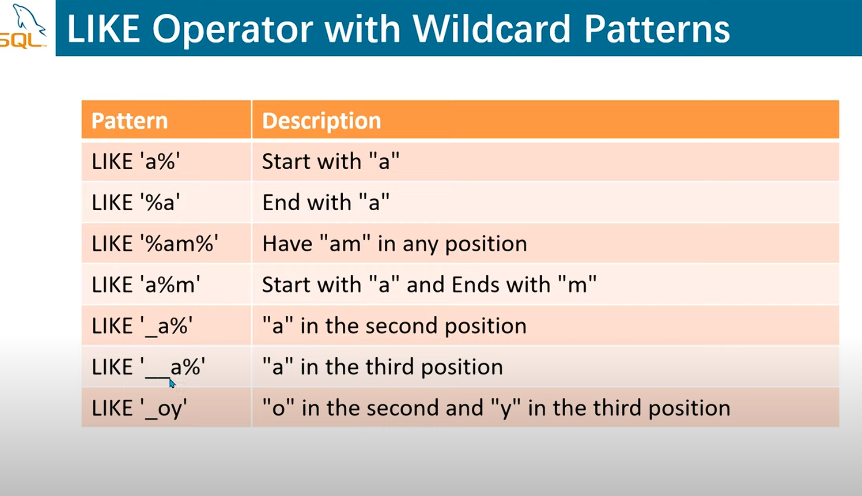 SQL
LIKE Operator with Wildcard Patterns
Pattern Description
LIKE 'a%' Start with "a"
LIKE '%a' End with "a"
LIKE '%am%' Have "am" in any position
LIKE 'a%m' Start with "a" and Ends with "m"
LIKE '_a%' "a" in the second position
LIKE '__a%' "a" in the third position
LIKE '_oy' "o" in the second and "y" in the third position